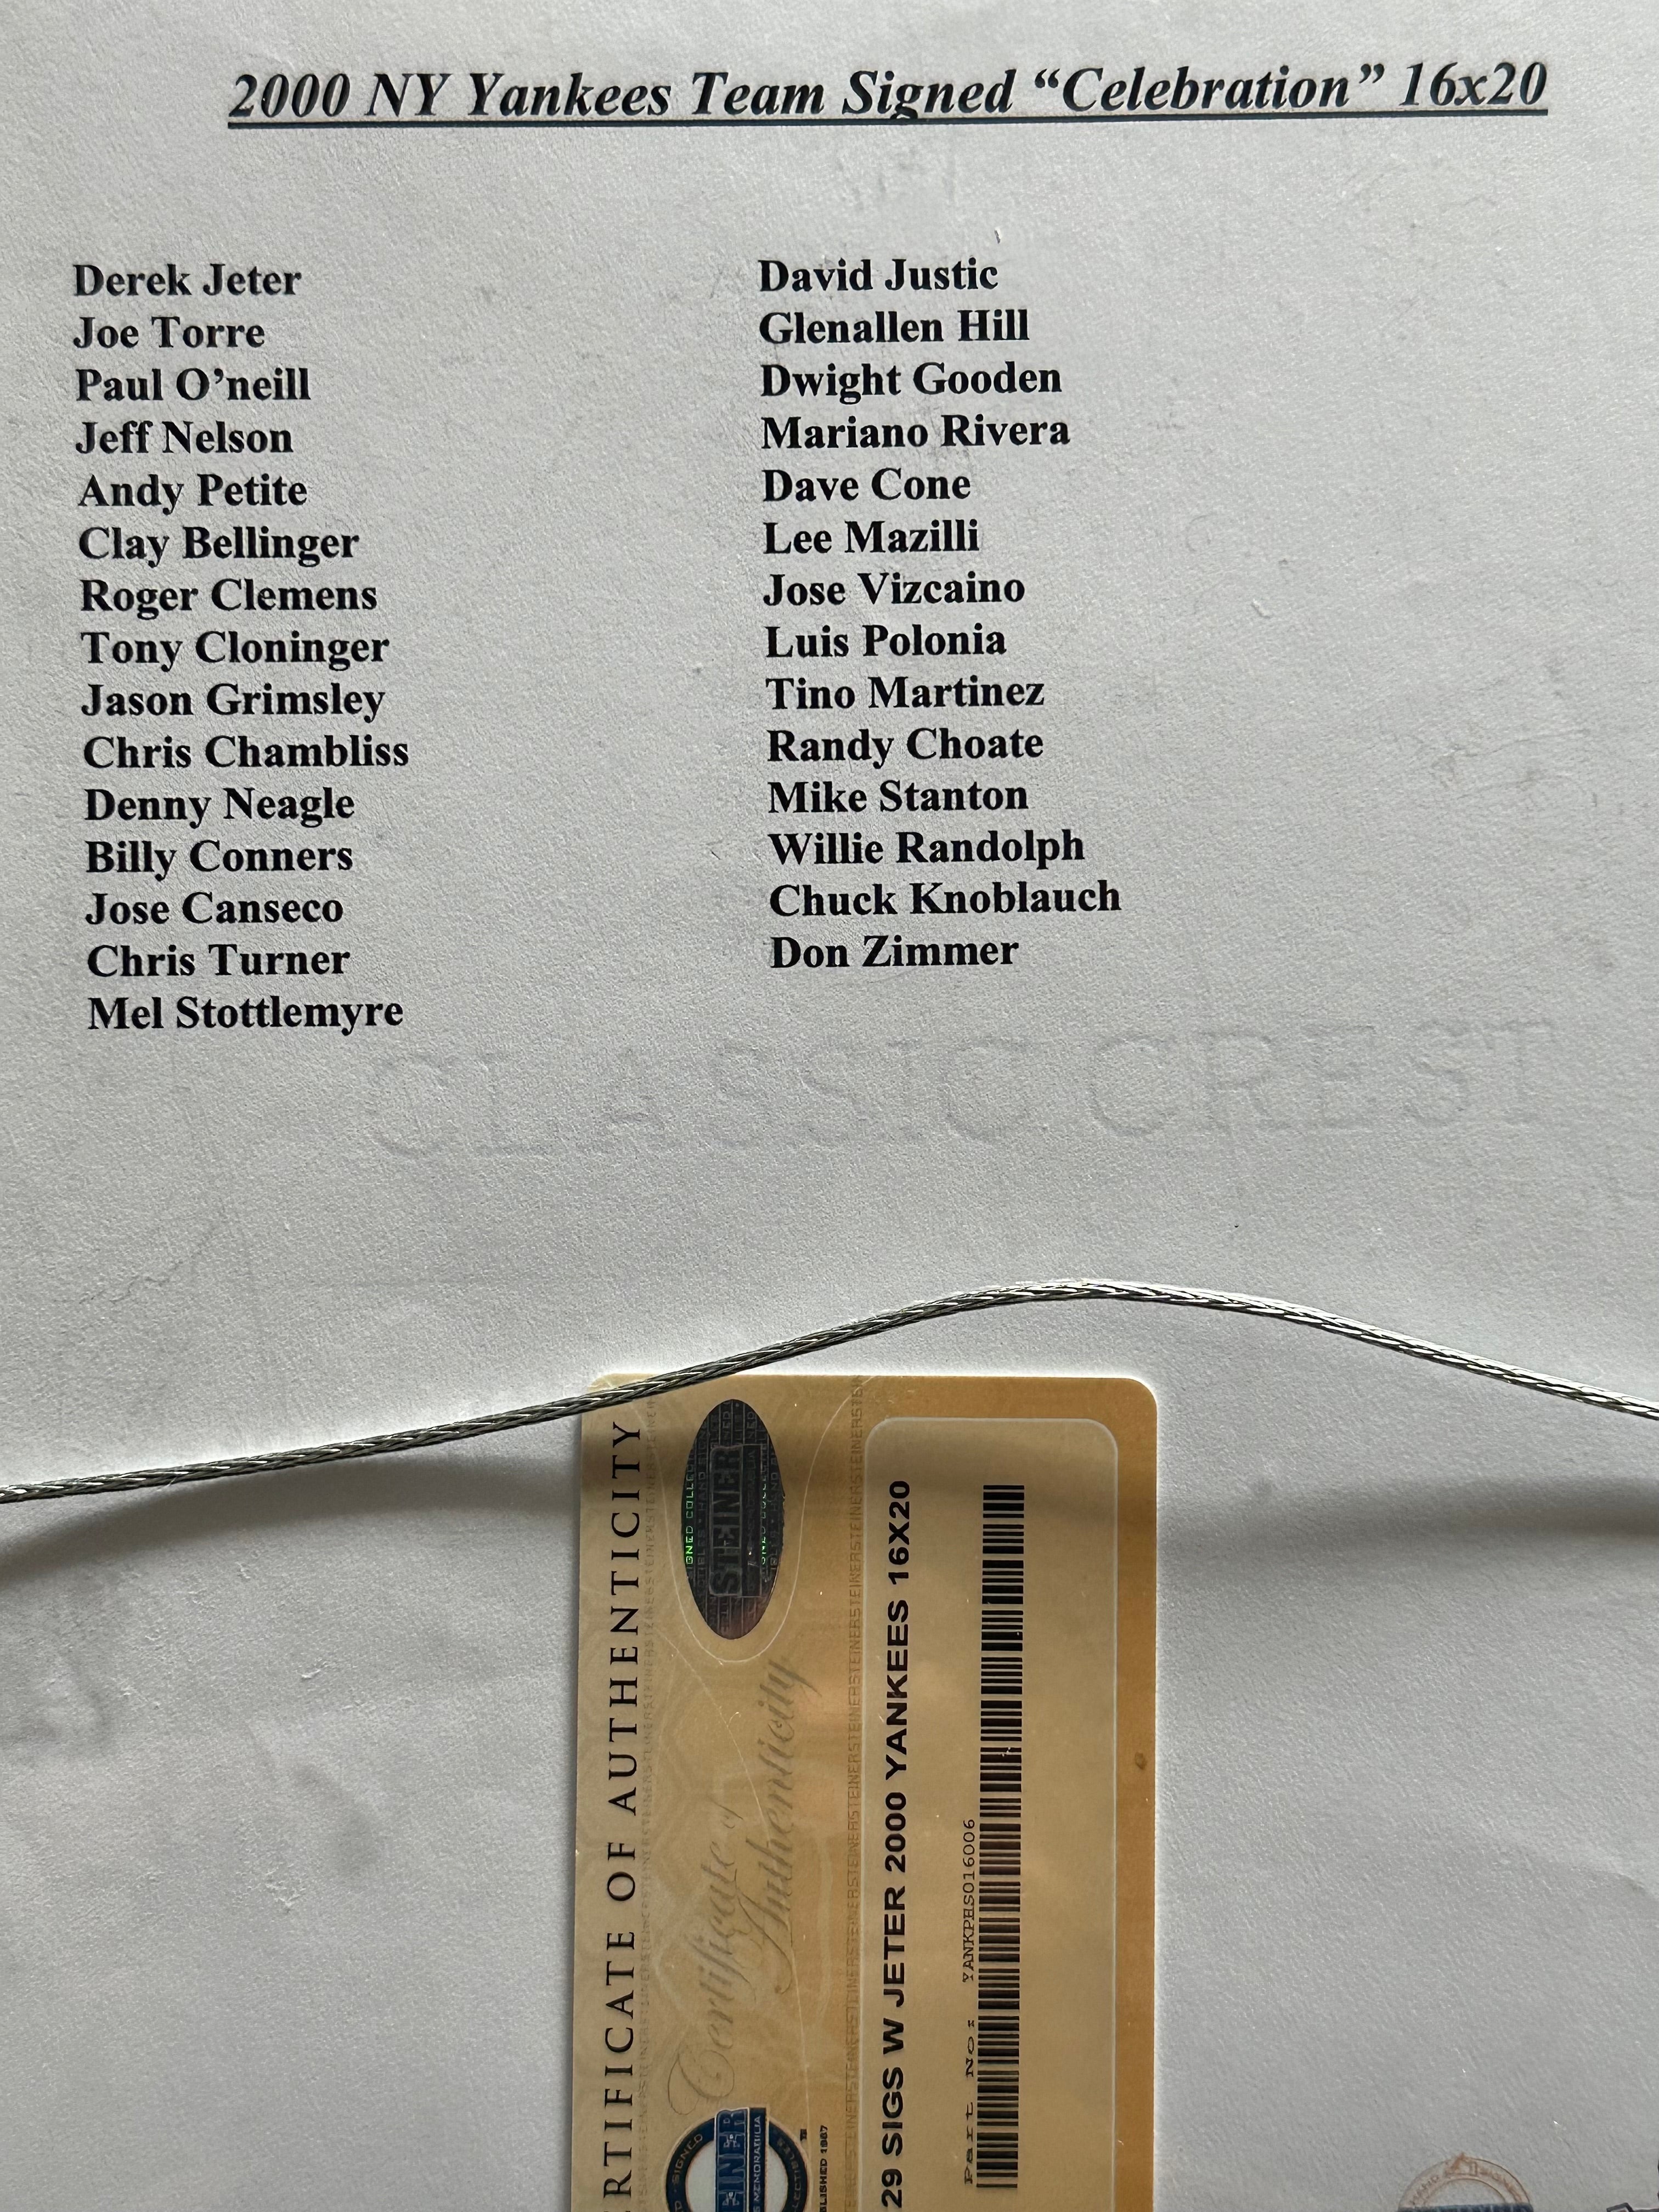 2000 NY Yankees Team Signed “Celebration” 16x20
Derek Jeter
Joe Torre
Paul O’neill
Jeff Nelson
Andy Petite
Clay Bellinger
Roger Clemens
Tony Cloninger
Jason Grimsley
Chris Chambliss
Denny Neagle
Billy Conners
Jose Canseco
Chris Turner
Mel Stottlemyre
David Justic
Glenallen Hill
Dwight Gooden
Mariano Rivera
Dave Cone
Lee Mazilli
Jose Vizcaino
Luis Polonia
Tino Martinez
Randy Choate
Mike Stanton
Willie Randolph
Chuck Knoblauch
Don Zimmer
CLASSIC CREST
RTIFICATE OF AUTHENTICITY
STEINER
Certificate of
Authenticity
29 SIGS W JETER 2000 YANKEES 16X20
Part No: YANKPHS016006